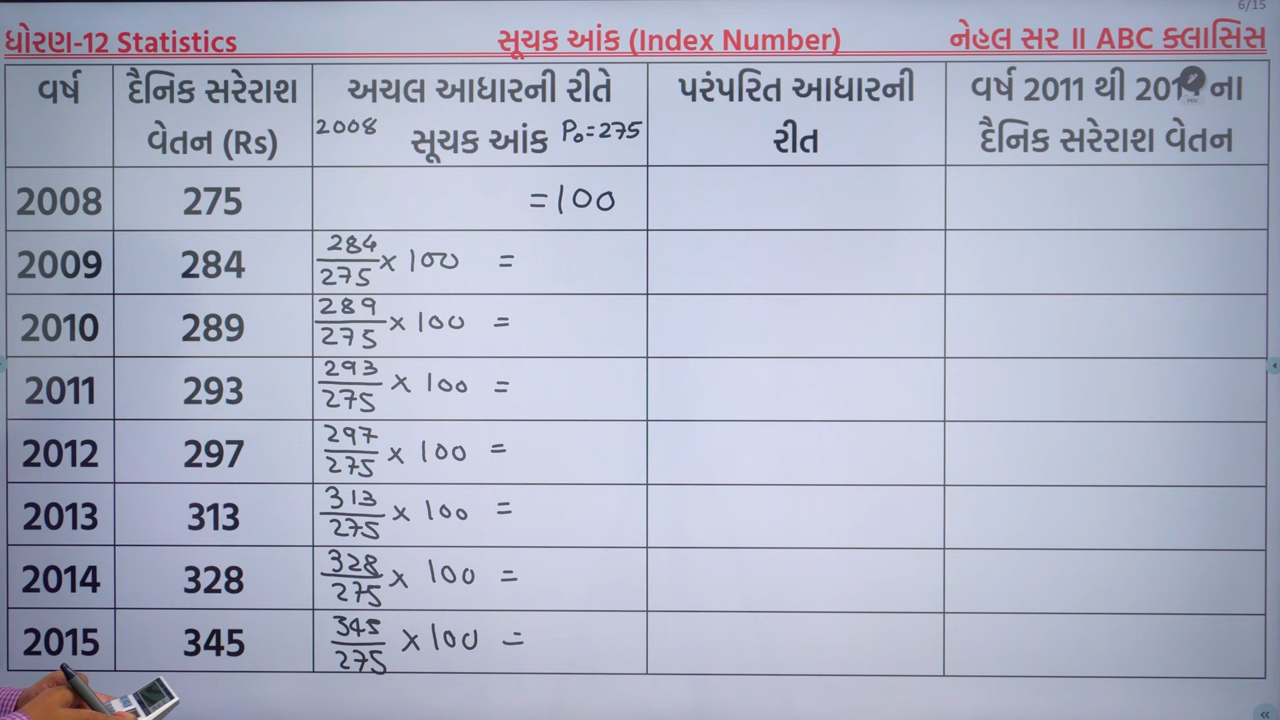 6/15
ધોરણ-12 Statistics સૂચક આંક (Index Number) નેહલ સર ॥ ABC ક્લાસિસ
વર્ષ દૈનિક સરેરાશ વેતન (Rs) અચલ આધારની રીતે સૂચક આંક પરંપરિત આધારની રીત વર્ષ 2011 થી ના દૈનિક સરેરાશ વેતન
2008 P₀=275
2008 275 =100
2009 284 284/275 × 100 =
2010 289 289/275 × 100 =
2011 293 293/275 × 100 =
2012 297 297/275 × 100 =
2013 313 313/275 × 100 =
2014 328 328/275 × 100 =
2015 345 345/275 × 100 =